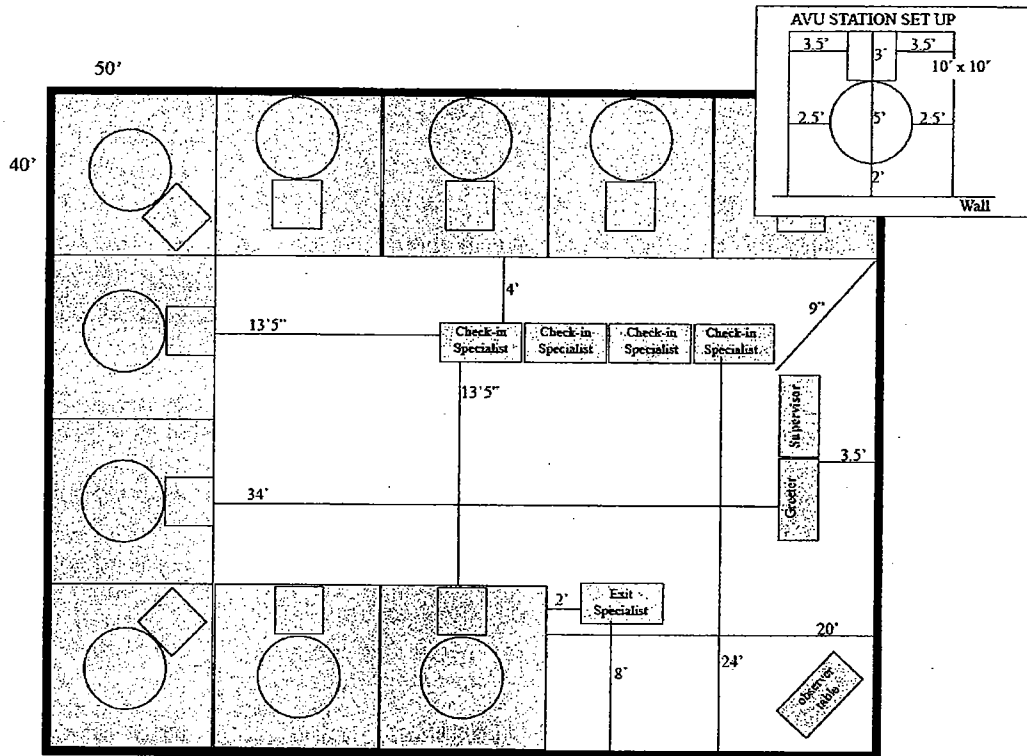 AVU STATION SET UP
3.5'
3'
3.5'
10' x 10'
2.5'
5'
2.5'
2'
Wall
50'
40'
4'
13'5"
9"
Check-in
Specialist
Check-in
Specialist
Check-in
Specialist
Check-in
Specialist
13'5"
Supervisor
3.5'
34'
Greeter
2'
Exit
Specialist
20'
8'
24'
observer
table